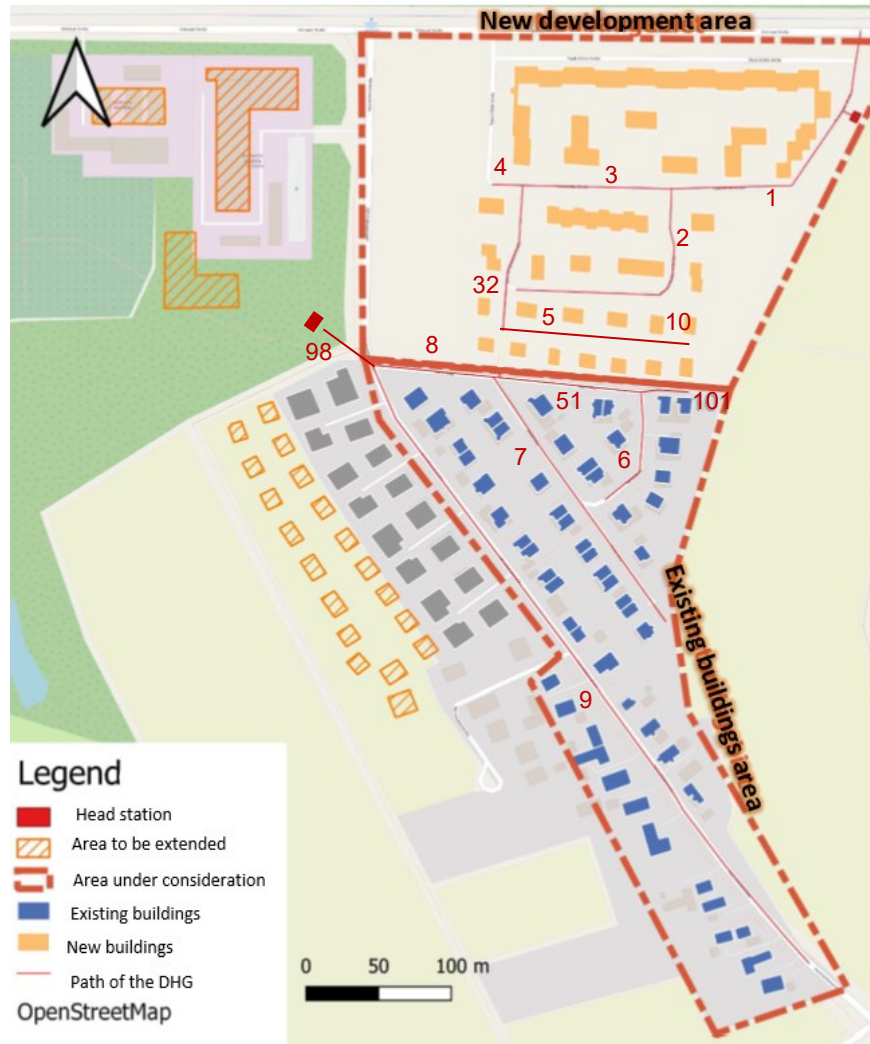 New development area
4
3
1
2
32
5
10
8
98
51
101
7
6
9
Existing buildings area
Legend
Head station
Area to be extended
Area under consideration
Existing buildings
New buildings
Path of the DHG
OpenStreetMap
0 50 100 m